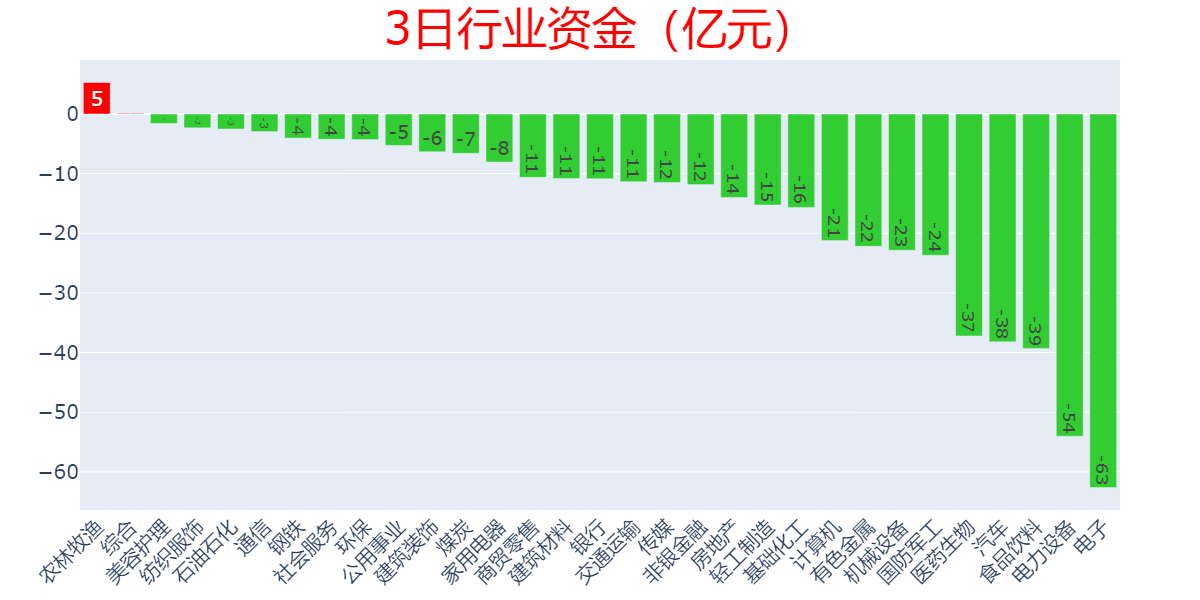 3日行业资金（亿元）
5
-2
-3
-3
-4
-4
-4
-5
-6
-7
-8
-11
-11
-11
-11
-12
-12
-14
-15
-16
-21
-22
-23
-24
-37
-38
-39
-54
-63
0
−10
−20
−30
−40
−50
−60
农林牧渔
综合
美容护理
纺织服饰
石油石化
通信
钢铁
社会服务
环保
公用事业
建筑装饰
煤炭
家用电器
商贸零售
建筑材料
银行
交通运输
传媒
非银金融
房地产
轻工制造
基础化工
计算机
有色金属
机械设备
国防军工
医药生物
汽车
食品饮料
电力设备
电子